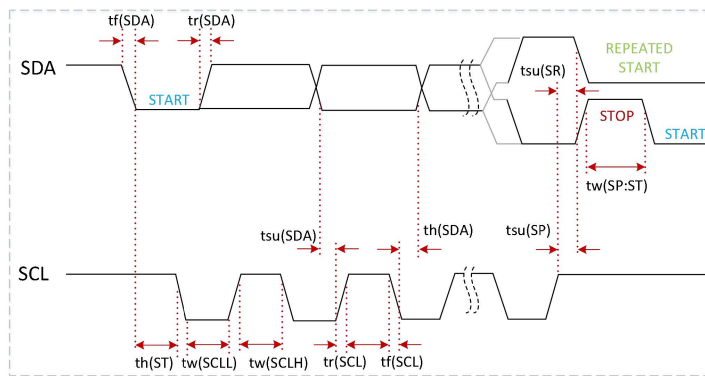 tf(SDA) tr(SDA)
SDA
START
tsu(SR)
REPEATED
START
STOP
START
tw(SP:ST)
tsu(SDA)
th(SDA)
tsu(SP)
SCL
th(ST)
tw(SCLL)
tw(SCLH)
tr(SCL)
tf(SCL)